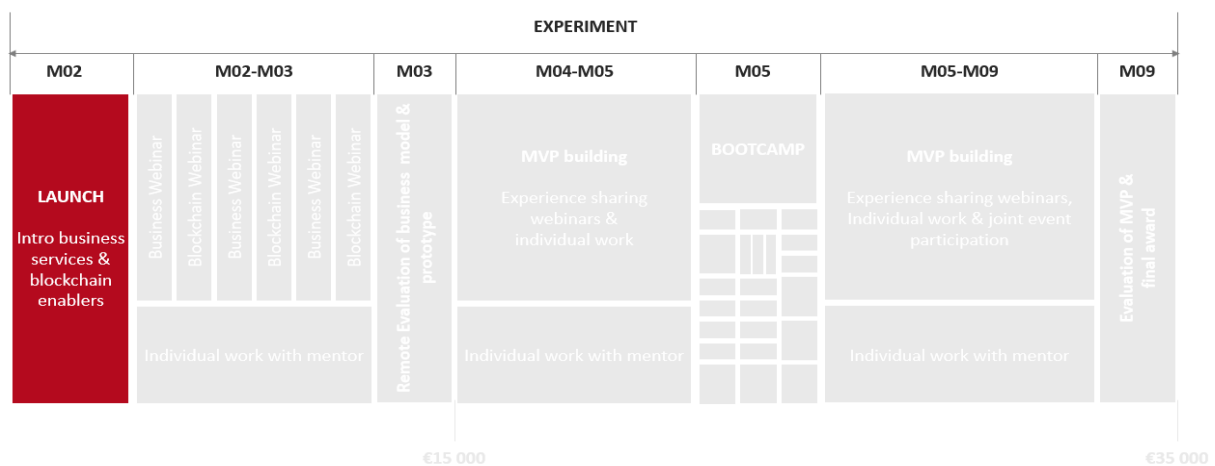 EXPERIMENT
M02
M02-M03
M03
M04-M05
M05
M05-M09
M09
LAUNCH
Intro business
services &
blockchain
enablers
Business Webinar
Blockchain Webinar
Business Webinar
Blockchain Webinar
Business Webinar
Blockchain Webinar
Individual work with mentor
Remote Evaluation of business model &
prototype
MVP building
Experience sharing
webinars &
individual work
Individual work with mentor
BOOTCAMP
MVP building
Experience sharing webinars,
Individual work & joint event
participation
Individual work with mentor
Evaluation of MVP &
final award
€15 000
€35 000